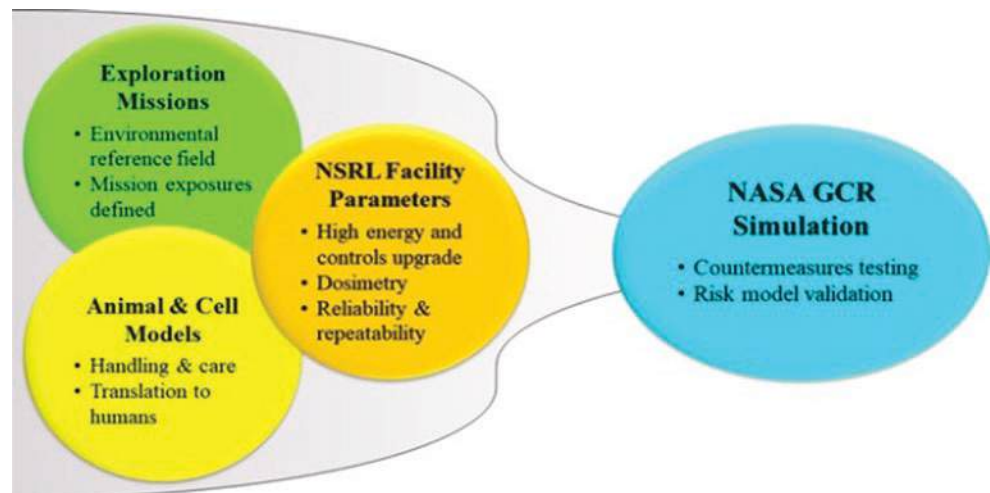 Exploration
Missions
• Environmental
reference field
• Mission exposures
defined
NSRL Facility
Parameters
• High energy and
controls upgrade
• Dosimetry
• Reliability &
repeatability
Animal & Cell
Models
• Handling & care
• Translation to
humans
NASA GCR
Simulation
• Countermeasures testing
• Risk model validation